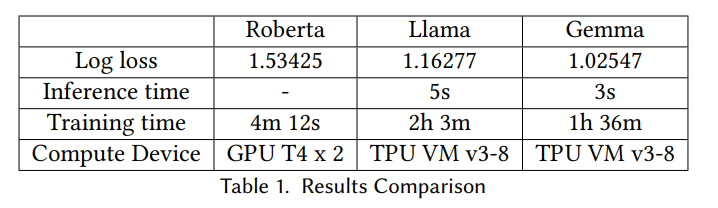 Roberta Llama Gemma
Log loss 1.53425 1.16277 1.02547
Inference time - 5s 3s
Training time 4m 12s 2h 3m 1h 36m
Compute Device GPU T4 x 2 TPU VM v3-8 TPU VM v3-8
Table 1. Results Comparison